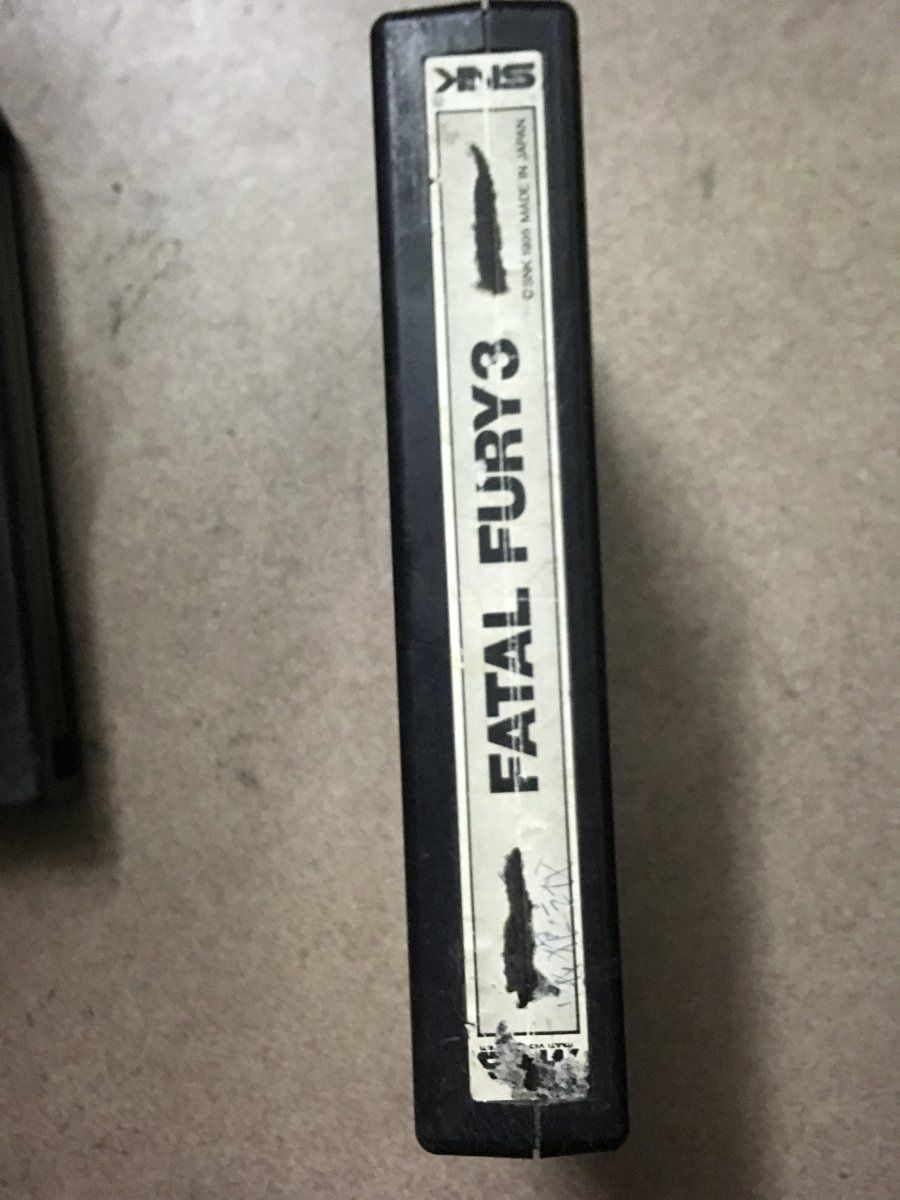 SNK
© SNK 1995 MADE IN JAPAN
FATAL FURY 3